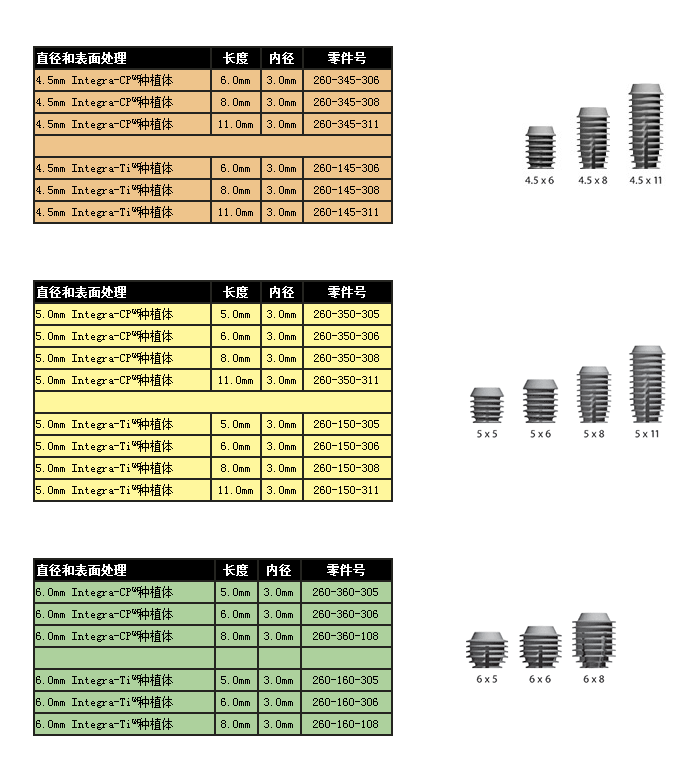 直径和表面处理 长度 内径 零件号
4.5mm Integra-CP™种植体 6.0mm 3.0mm 260-345-306
4.5mm Integra-CP™种植体 8.0mm 3.0mm 260-345-308
4.5mm Integra-CP™种植体 11.0mm 3.0mm 260-345-311
4.5mm Integra-Ti™种植体 6.0mm 3.0mm 260-145-306
4.5mm Integra-Ti™种植体 8.0mm 3.0mm 260-145-308
4.5mm Integra-Ti™种植体 11.0mm 3.0mm 260-145-311
4.5 x 6 4.5 x 8 4.5 x 11
直径和表面处理 长度 内径 零件号
5.0mm Integra-CP™种植体 5.0mm 3.0mm 260-350-305
5.0mm Integra-CP™种植体 6.0mm 3.0mm 260-350-306
5.0mm Integra-CP™种植体 8.0mm 3.0mm 260-350-308
5.0mm Integra-CP™种植体 11.0mm 3.0mm 260-350-311
5.0mm Integra-Ti™种植体 5.0mm 3.0mm 260-150-305
5.0mm Integra-Ti™种植体 6.0mm 3.0mm 260-150-306
5.0mm Integra-Ti™种植体 8.0mm 3.0mm 260-150-308
5.0mm Integra-Ti™种植体 11.0mm 3.0mm 260-150-311
5 x 5 5 x 6 5 x 8 5 x 11
直径和表面处理 长度 内径 零件号
6.0mm Integra-CP™种植体 5.0mm 3.0mm 260-360-305
6.0mm Integra-CP™种植体 6.0mm 3.0mm 260-360-306
6.0mm Integra-CP™种植体 8.0mm 3.0mm 260-360-108
6.0mm Integra-Ti™种植体 5.0mm 3.0mm 260-160-305
6.0mm Integra-Ti™种植体 6.0mm 3.0mm 260-160-306
6.0mm Integra-Ti™种植体 8.0mm 3.0mm 260-160-108
6 x 5 6 x 6 6 x 8